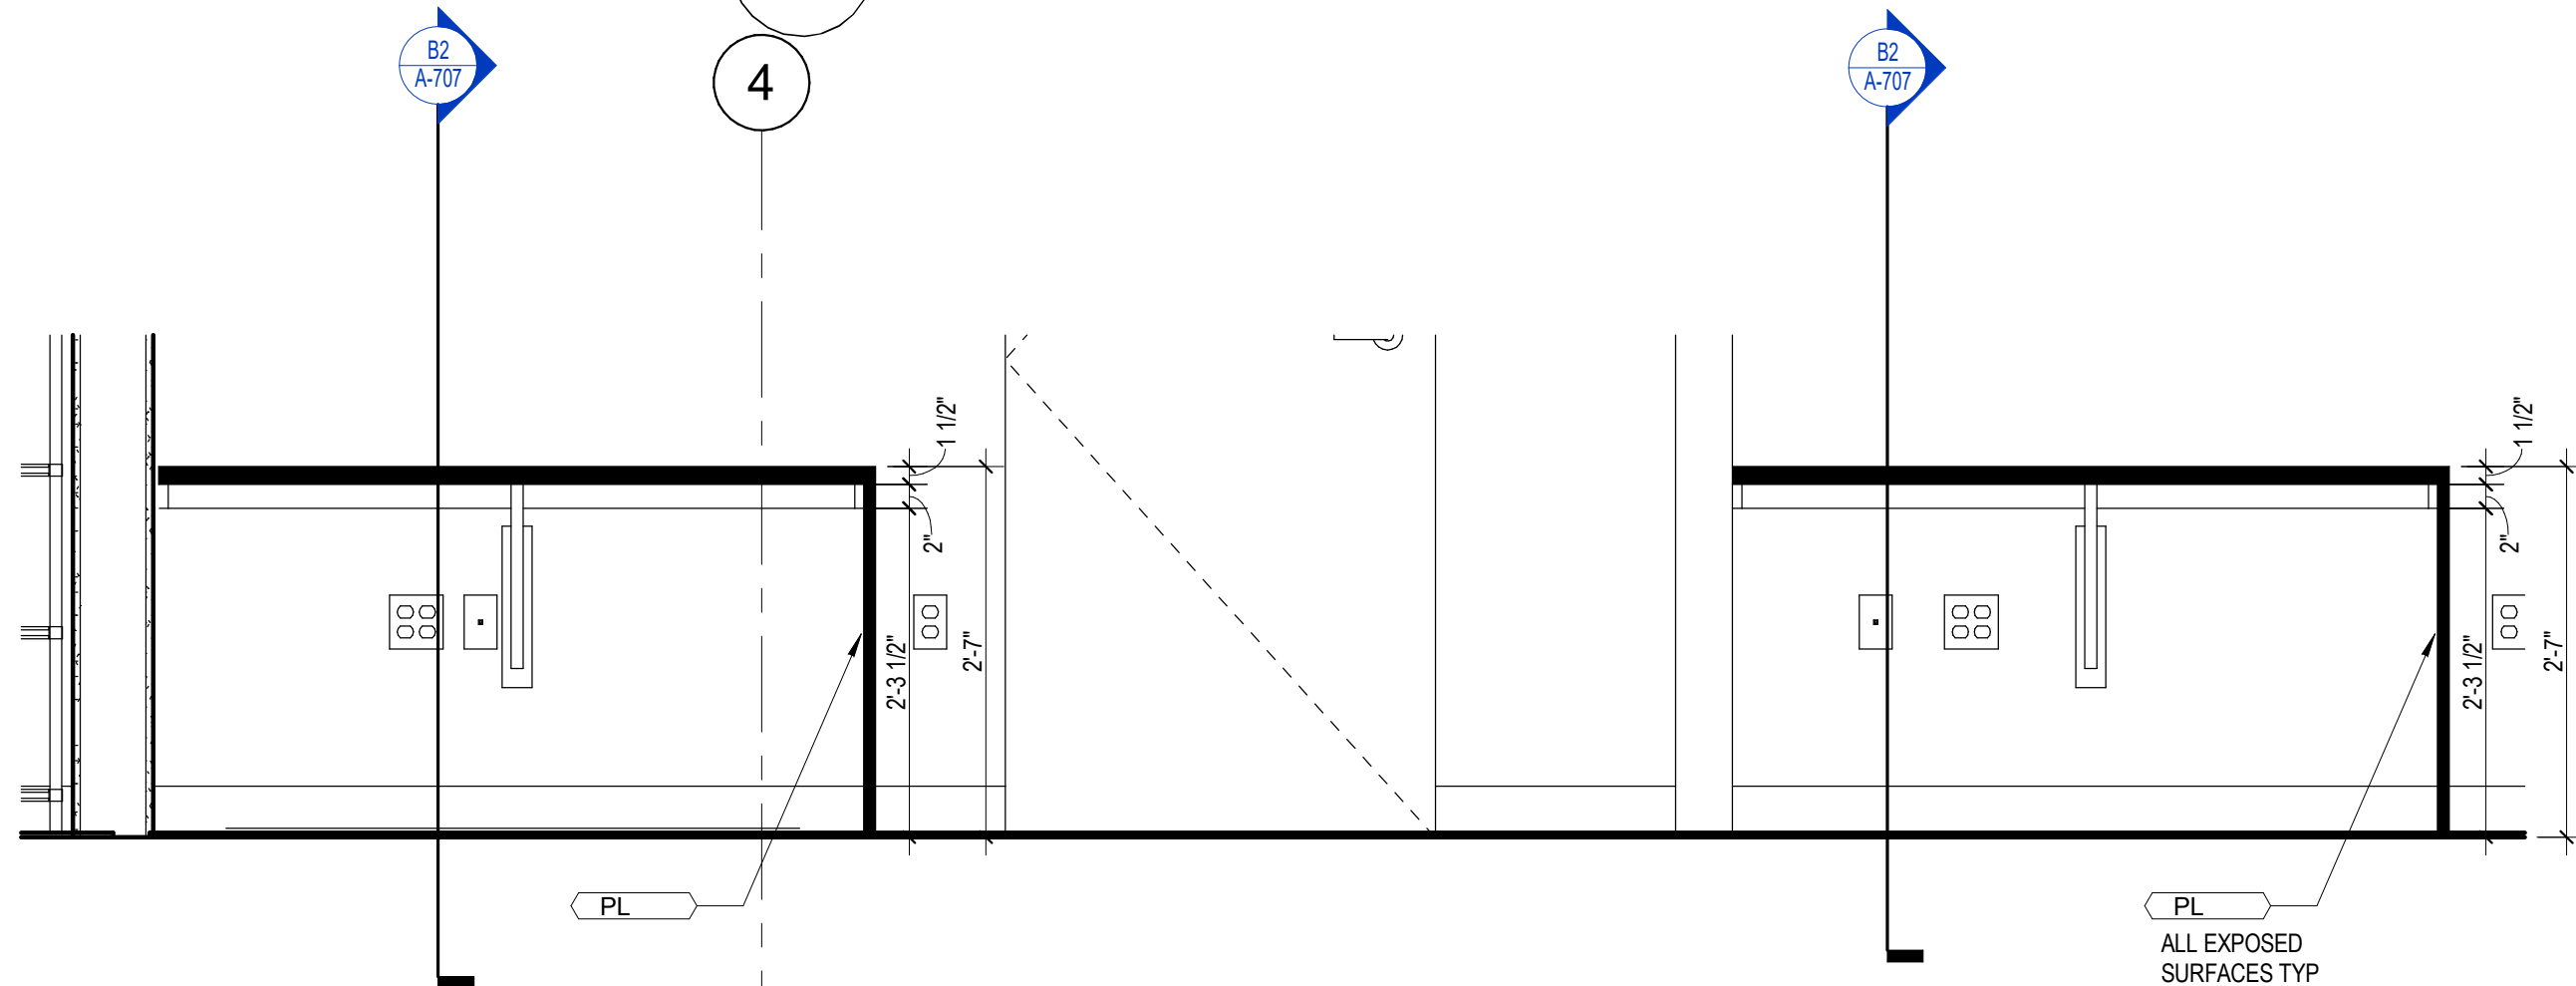 B2
A-707
4
B2
A-707
1 1/2"
2"
2'-3 1/2"
2'-7"
1 1/2"
2"
2'-3 1/2"
2'-7"
PL
PL
ALL EXPOSED
SURFACES TYP